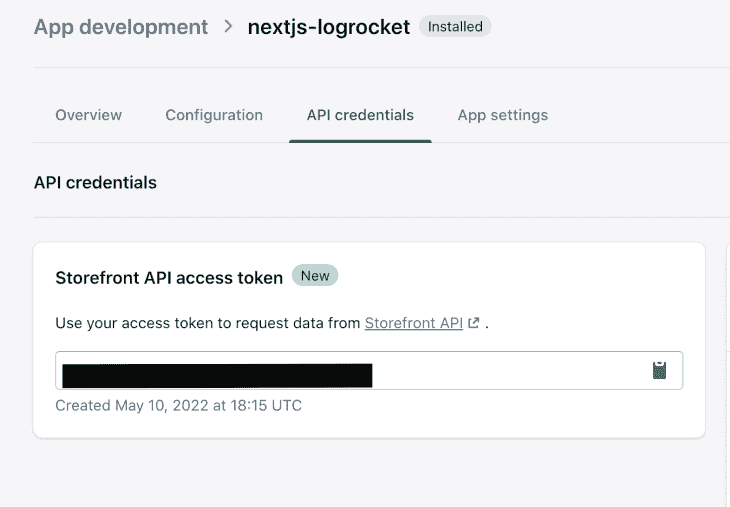 App development > nextjs-logrocket Installed
Overview Configuration API credentials App settings
API credentials
Storefront API access token New
Use your access token to request data from Storefront API .
Created May 10, 2022 at 18:15 UTC